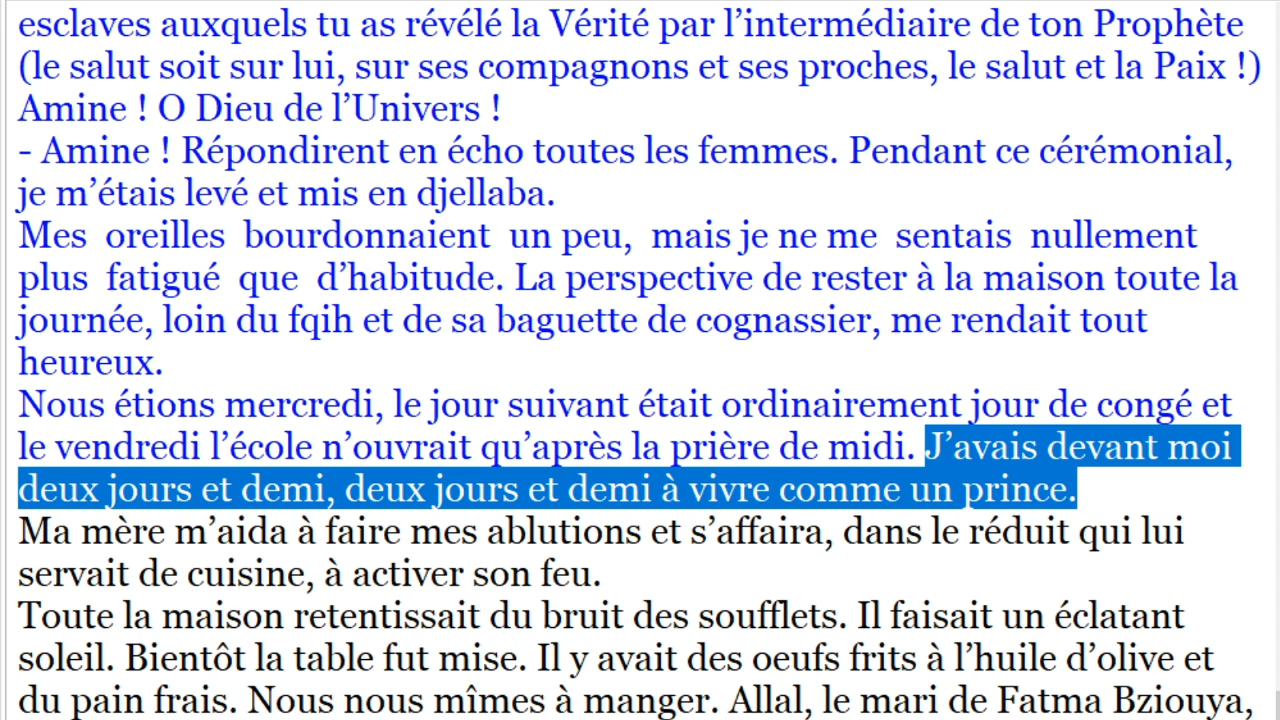 esclaves auxquels tu as révélé la Vérité par l’intermédiaire de ton Prophète
(le salut soit sur lui, sur ses compagnons et ses proches, le salut et la Paix !)
Amine ! O Dieu de l’Univers !
- Amine ! Répondirent en écho toutes les femmes. Pendant ce cérémonial,
je m’étais levé et mis en djellaba.
Mes oreilles bourdonnaient un peu, mais je ne me sentais nullement
plus fatigué que d’habitude. La perspective de rester à la maison toute la
journée, loin du fqih et de sa baguette de cognassier, me rendait tout
heureux.
Nous étions mercredi, le jour suivant était ordinairement jour de congé et
le vendredi l’école n’ouvrait qu’après la prière de midi. J’avais devant moi
deux jours et demi, deux jours et demi à vivre comme un prince.
Ma mère m’aida à faire mes ablutions et s’affaira, dans le réduit qui lui
servait de cuisine, à activer son feu.
Toute la maison retentissait du bruit des soufflets. Il faisait un éclatant
soleil. Bientôt la table fut mise. Il y avait des oeufs frits à l’huile d’olive et
du pain frais. Nous nous mîmes à manger. Allal, le mari de Fatma Bziouya,